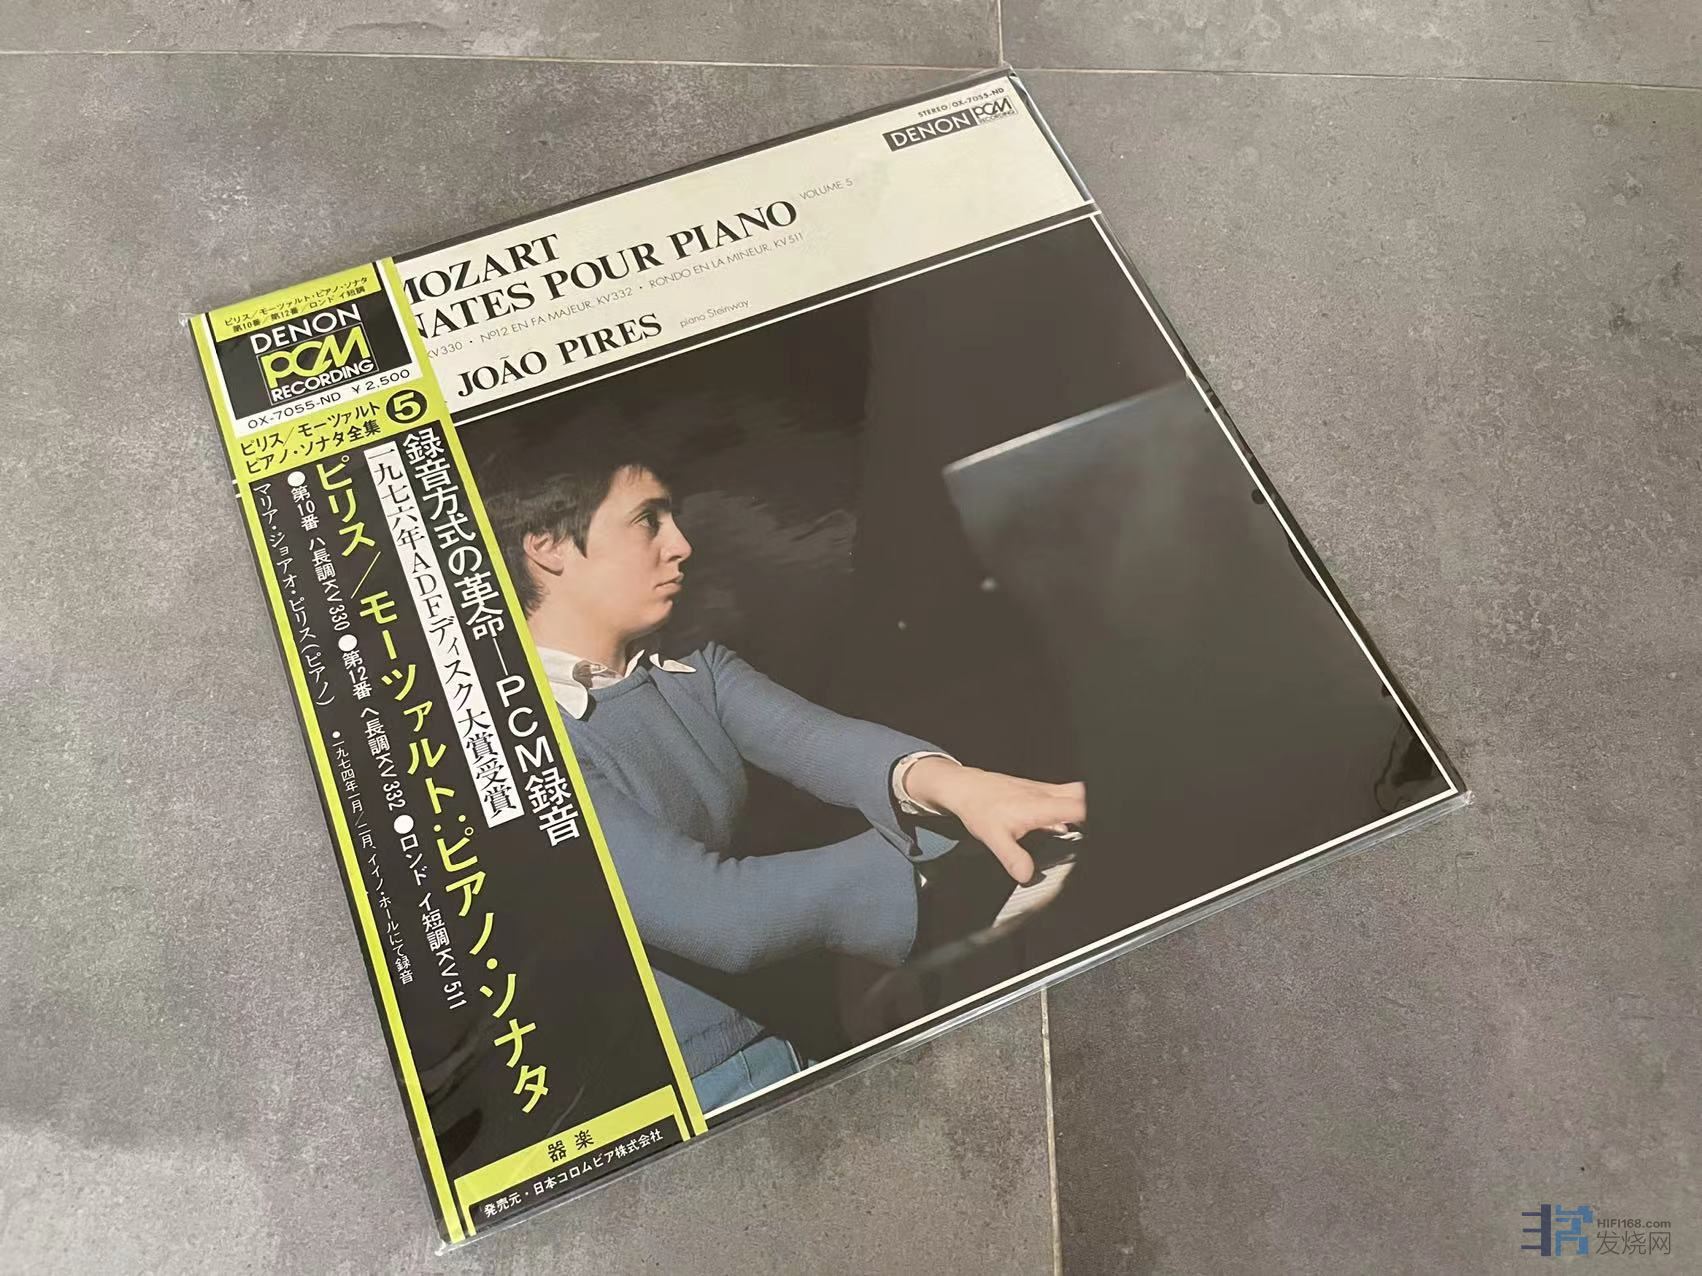 STEREO/OX-7055-ND
DENON PCM
RECORDING
MOZART
NATES POUR PIANO VOLUME 5
KV330 • Nº12 EN FA MAJEUR, KV332 • RONDO EN LA MINEUR, KV511
JOÃO PIRES piano Steinway
ピリス/モーツァルト・ピアノ・ソナタ
第10番/第12番/ロンド イ短調
DENON
PCM
RECORDING
OX-7055-ND ¥2,500
ピリス/モーツァルト
ピアノ・ソナタ全集
5
録音方式の革命—PCM録音
一九七六年ADFディスク大賞受賞
ピリス/モーツァルト:ピアノ・ソナタ
●第10番 ハ長調KV330 ●第12番 ヘ長調KV332 ●ロンド イ短調KV511
マリア・ジョアオ・ピリス(ピアノ)
●一九七四年一月/二月、イイノ・ホールにて録音
器楽
発売元・日本コロムビア株式会社
HIFI168.com
发烧网